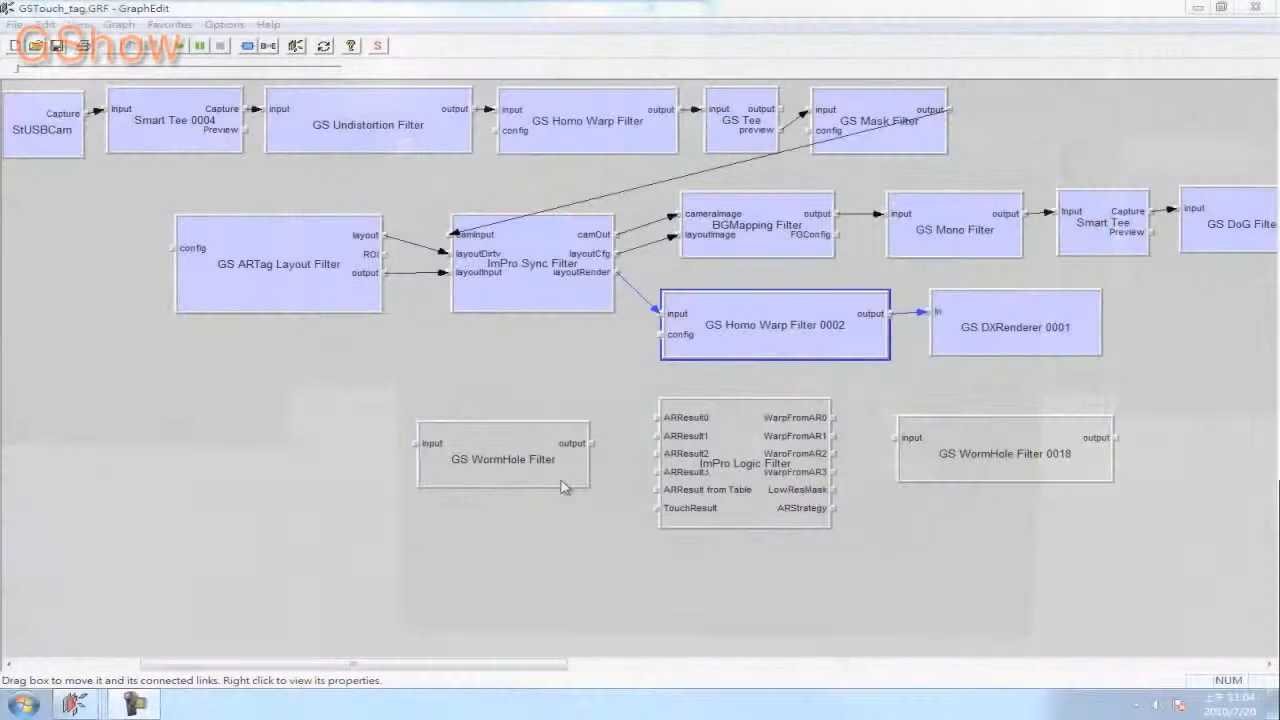 GSTouch_tag.GRF - GraphEdit
File Edit View Graph Favorites Options Help
GShow
StUSBCam
Capture
Input
Smart Tee 0004
Capture
Preview
input
GS Undistortion Filter
output
input
config
GS Homo Warp Filter
output
input
GS Tee
output
preview
input
config
GS Mask Filter
output
config
GS ARTag Layout Filter
layout
ROI
output
camInput
layoutDirty
layoutInput
ImPro Sync Filter
camOut
layoutCfg
layoutRender
cameraImage
layoutImage
BGMapping Filter
output
FGConfig
input
GS Mono Filter
output
Input
Smart Tee
Capture
Preview
input
GS DoG Filte
input
config
GS Homo Warp Filter 0002
output
In
GS DXRenderer 0001
input
GS WormHole Filter
output
ARResult0
ARResult1
ARResult2
ARResult3
ARResult from Table
TouchResult
ImPro Logic Filter
WarpFromAR0
WarpFromAR1
WarpFromAR2
WarpFromAR3
LowResMask
ARStrategy
input
GS WormHole Filter 0018
output
Drag box to move it and its connected links. Right click to view its properties.
NUM
上午 11:04
2010/7/20